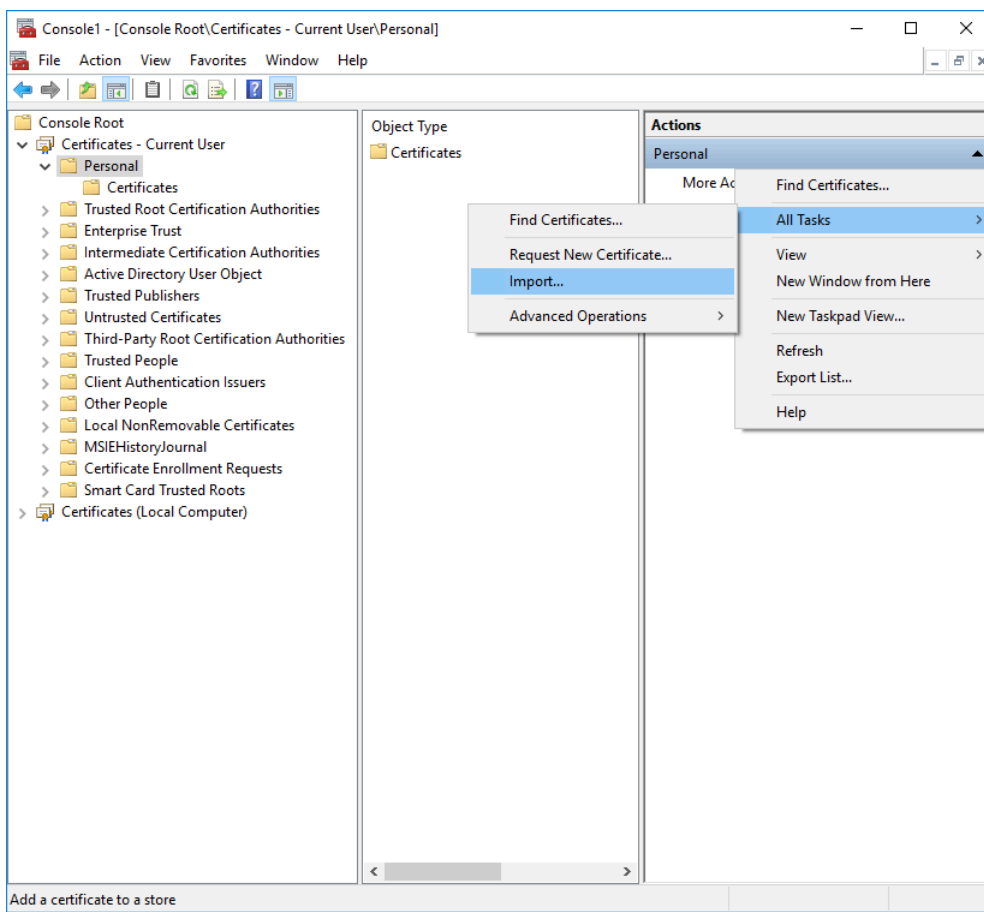 Console1 - [Console Root\Certificates - Current User\Personal]
File Action View Favorites Window Help
Console Root
Certificates - Current User
Personal
Certificates
Trusted Root Certification Authorities
Enterprise Trust
Intermediate Certification Authorities
Active Directory User Object
Trusted Publishers
Untrusted Certificates
Third-Party Root Certification Authorities
Trusted People
Client Authentication Issuers
Other People
Local NonRemovable Certificates
MSIEHistoryJournal
Certificate Enrollment Requests
Smart Card Trusted Roots
Certificates (Local Computer)
Object Type
Certificates
Actions
Personal
More Ac
Find Certificates...
All Tasks
View
New Window from Here
New Taskpad View...
Refresh
Export List...
Help
Find Certificates...
Request New Certificate...
Import...
Advanced Operations
Add a certificate to a store